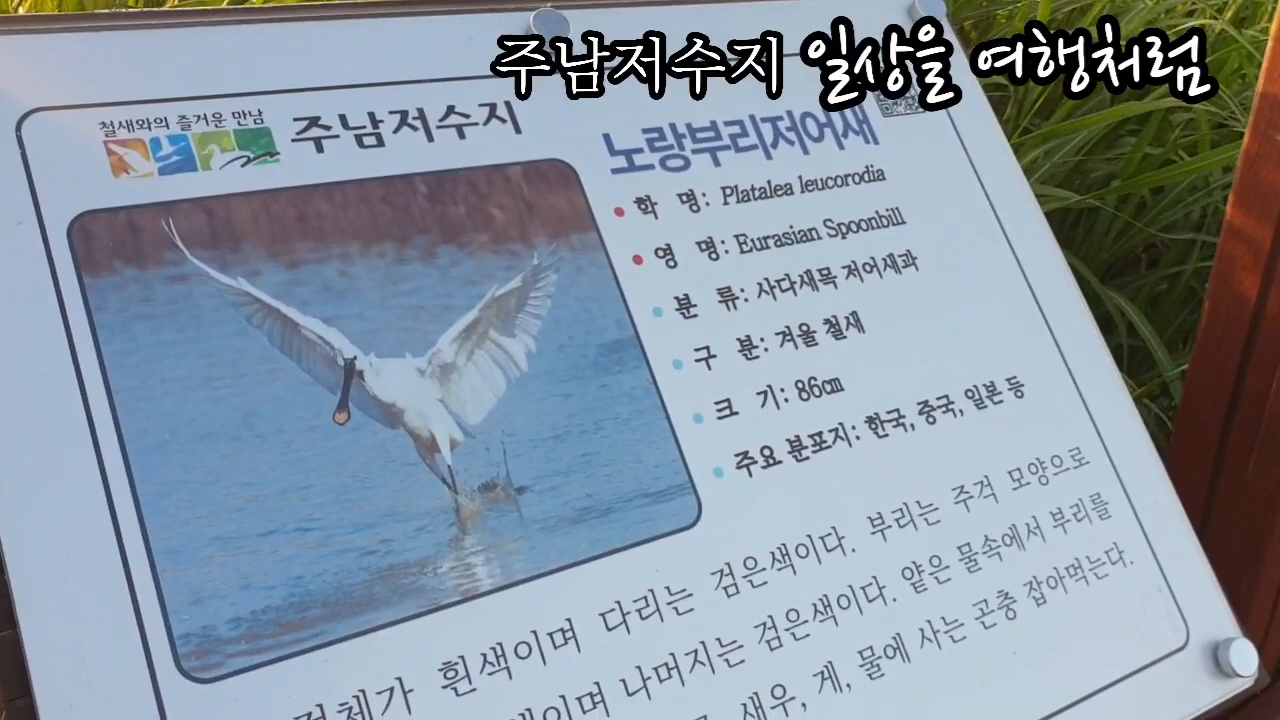 주남저수지 일상을 여행처럼
철새와의 즐거운 만남
주남저수지
노랑부리저어새
• 학 명: Platalea leucorodia
• 영 명: Eurasian Spoonbill
• 분 류: 사다새목 저어새과
• 구 분: 겨울 철새
• 크 기: 86㎝
• 주요 분포지: 한국, 중국, 일본 등
흰색이며 다리는 검은색이다. 부리는 주걱 모양으로
나머지는 검은색이다. 얕은 물속에서 부리를
새우, 게, 물에 사는 곤충 잡아먹는다.